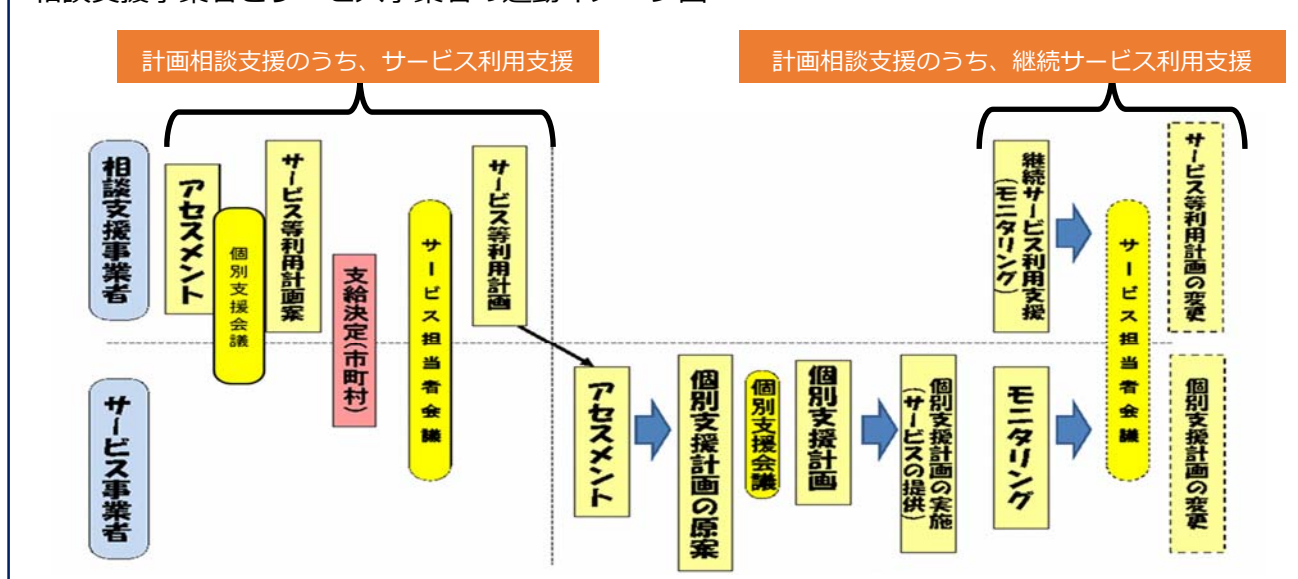 計画相談支援のうち、サービス利用支援
計画相談支援のうち、継続サービス利用支援
相談支援事業者
アセスメント
個別支援会議
サービス等利用計画案
支給決定(市町村)
サービス担当者会議
サービス等利用計画
継続サービス利用支援
(モニタリング)
サービス担当者会議
サービス等利用計画の変更
サービス事業者
アセスメント
個別支援計画の原案
個別支援会議
個別支援計画
個別支援計画の実施
(サービスの提供)
モニタリング
個別支援計画の変更